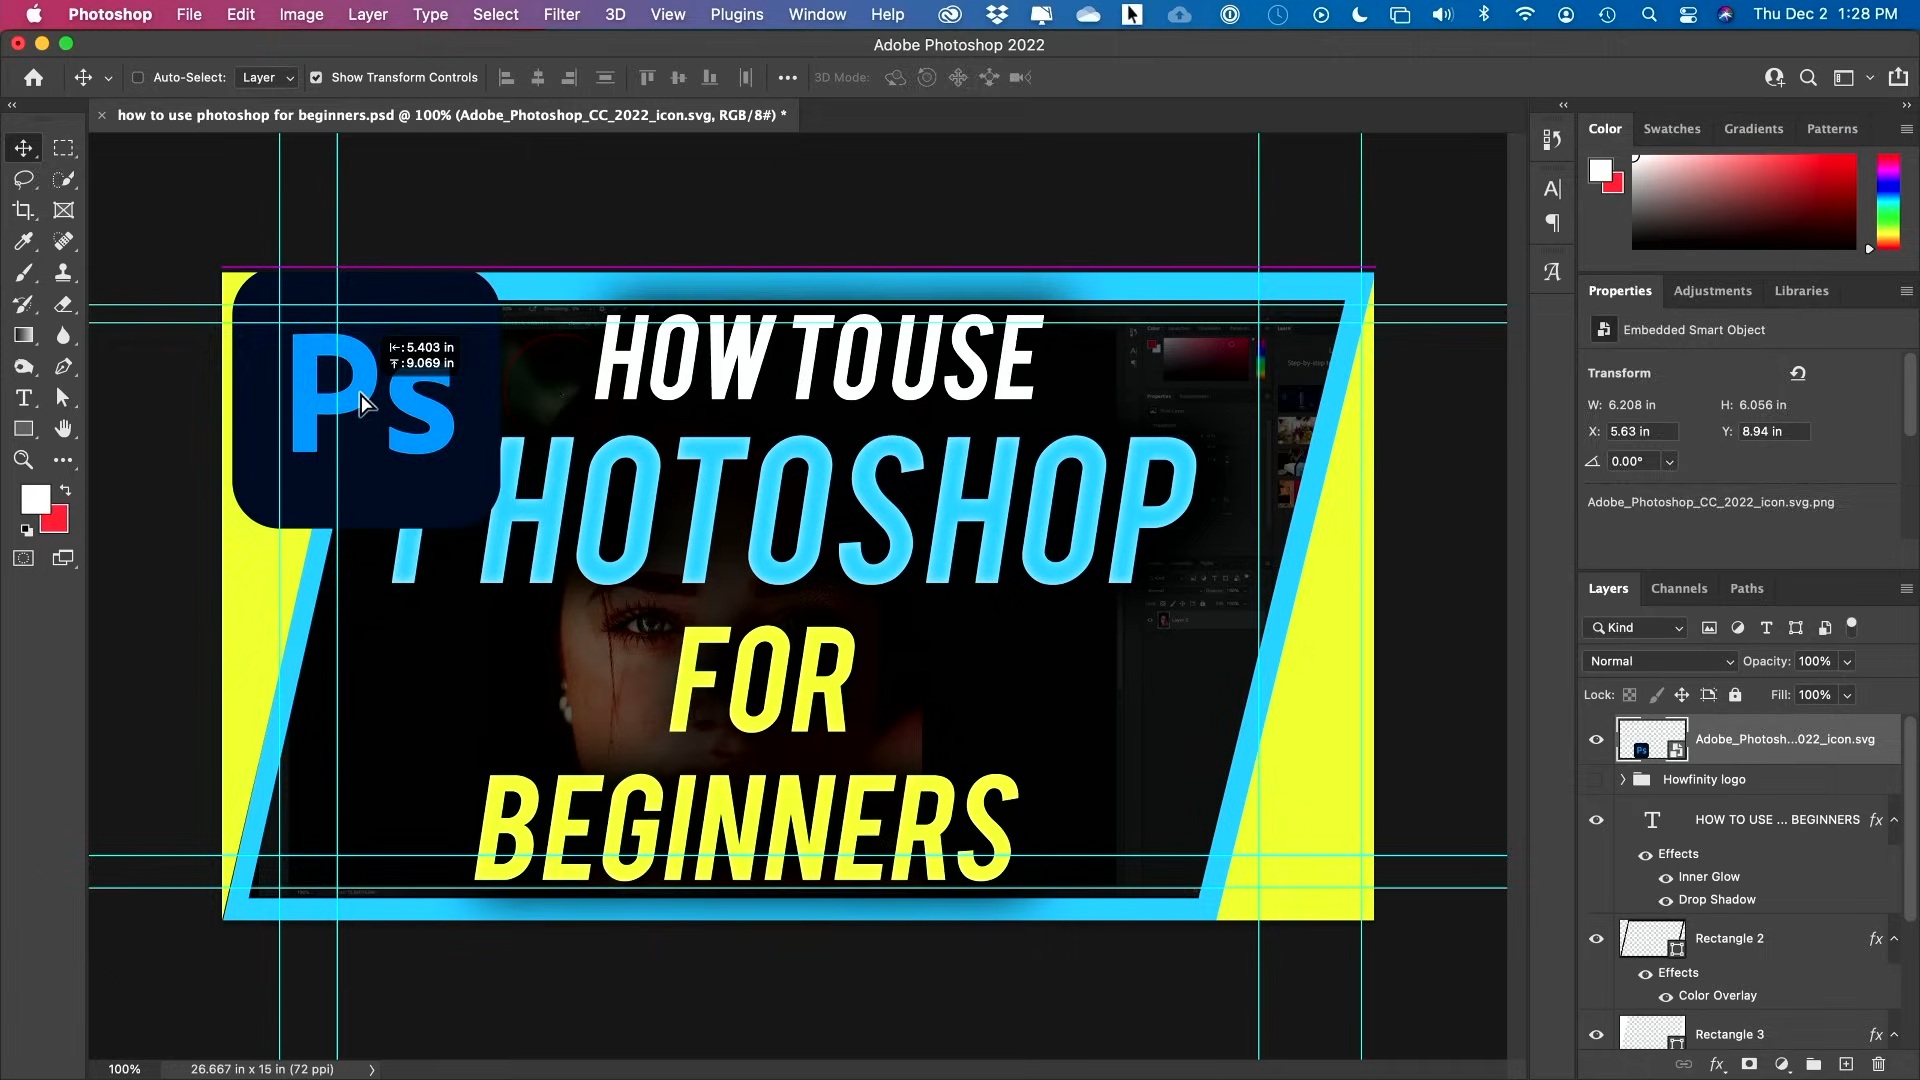 Photoshop File Edit Image Layer Type Select Filter 3D View Plugins Window Help Thu Dec 2 1:28 PM
Adobe Photoshop 2022
Auto-Select: Layer Show Transform Controls 3D Mode:
how to use photoshop for beginners.psd @ 100% (Adobe_Photoshop_CC_2022_icon.svg, RGB/8#) *
Color Swatches Gradients Patterns
Properties Adjustments Libraries
Embedded Smart Object
Transform
W: 6.208 in H: 6.056 in
X: 5.63 in Y: 8.94 in
0.00°
Adobe_Photoshop_CC_2022_icon.svg.png
Ps
: 5.403 in
: 9.069 in
HOW TO USE
PHOTOSHOP
FOR
BEGINNERS
Layers Channels Paths
Kind
Normal Opacity: 100%
Lock: Fill: 100%
Adobe_Photosh...022_icon.svg
Howfinity logo
HOW TO USE ... BEGINNERS fx
Effects
Inner Glow
Drop Shadow
Rectangle 2 fx
Effects
Color Overlay
Rectangle 3 fx
100% 26.667 in x 15 in (72 ppi)